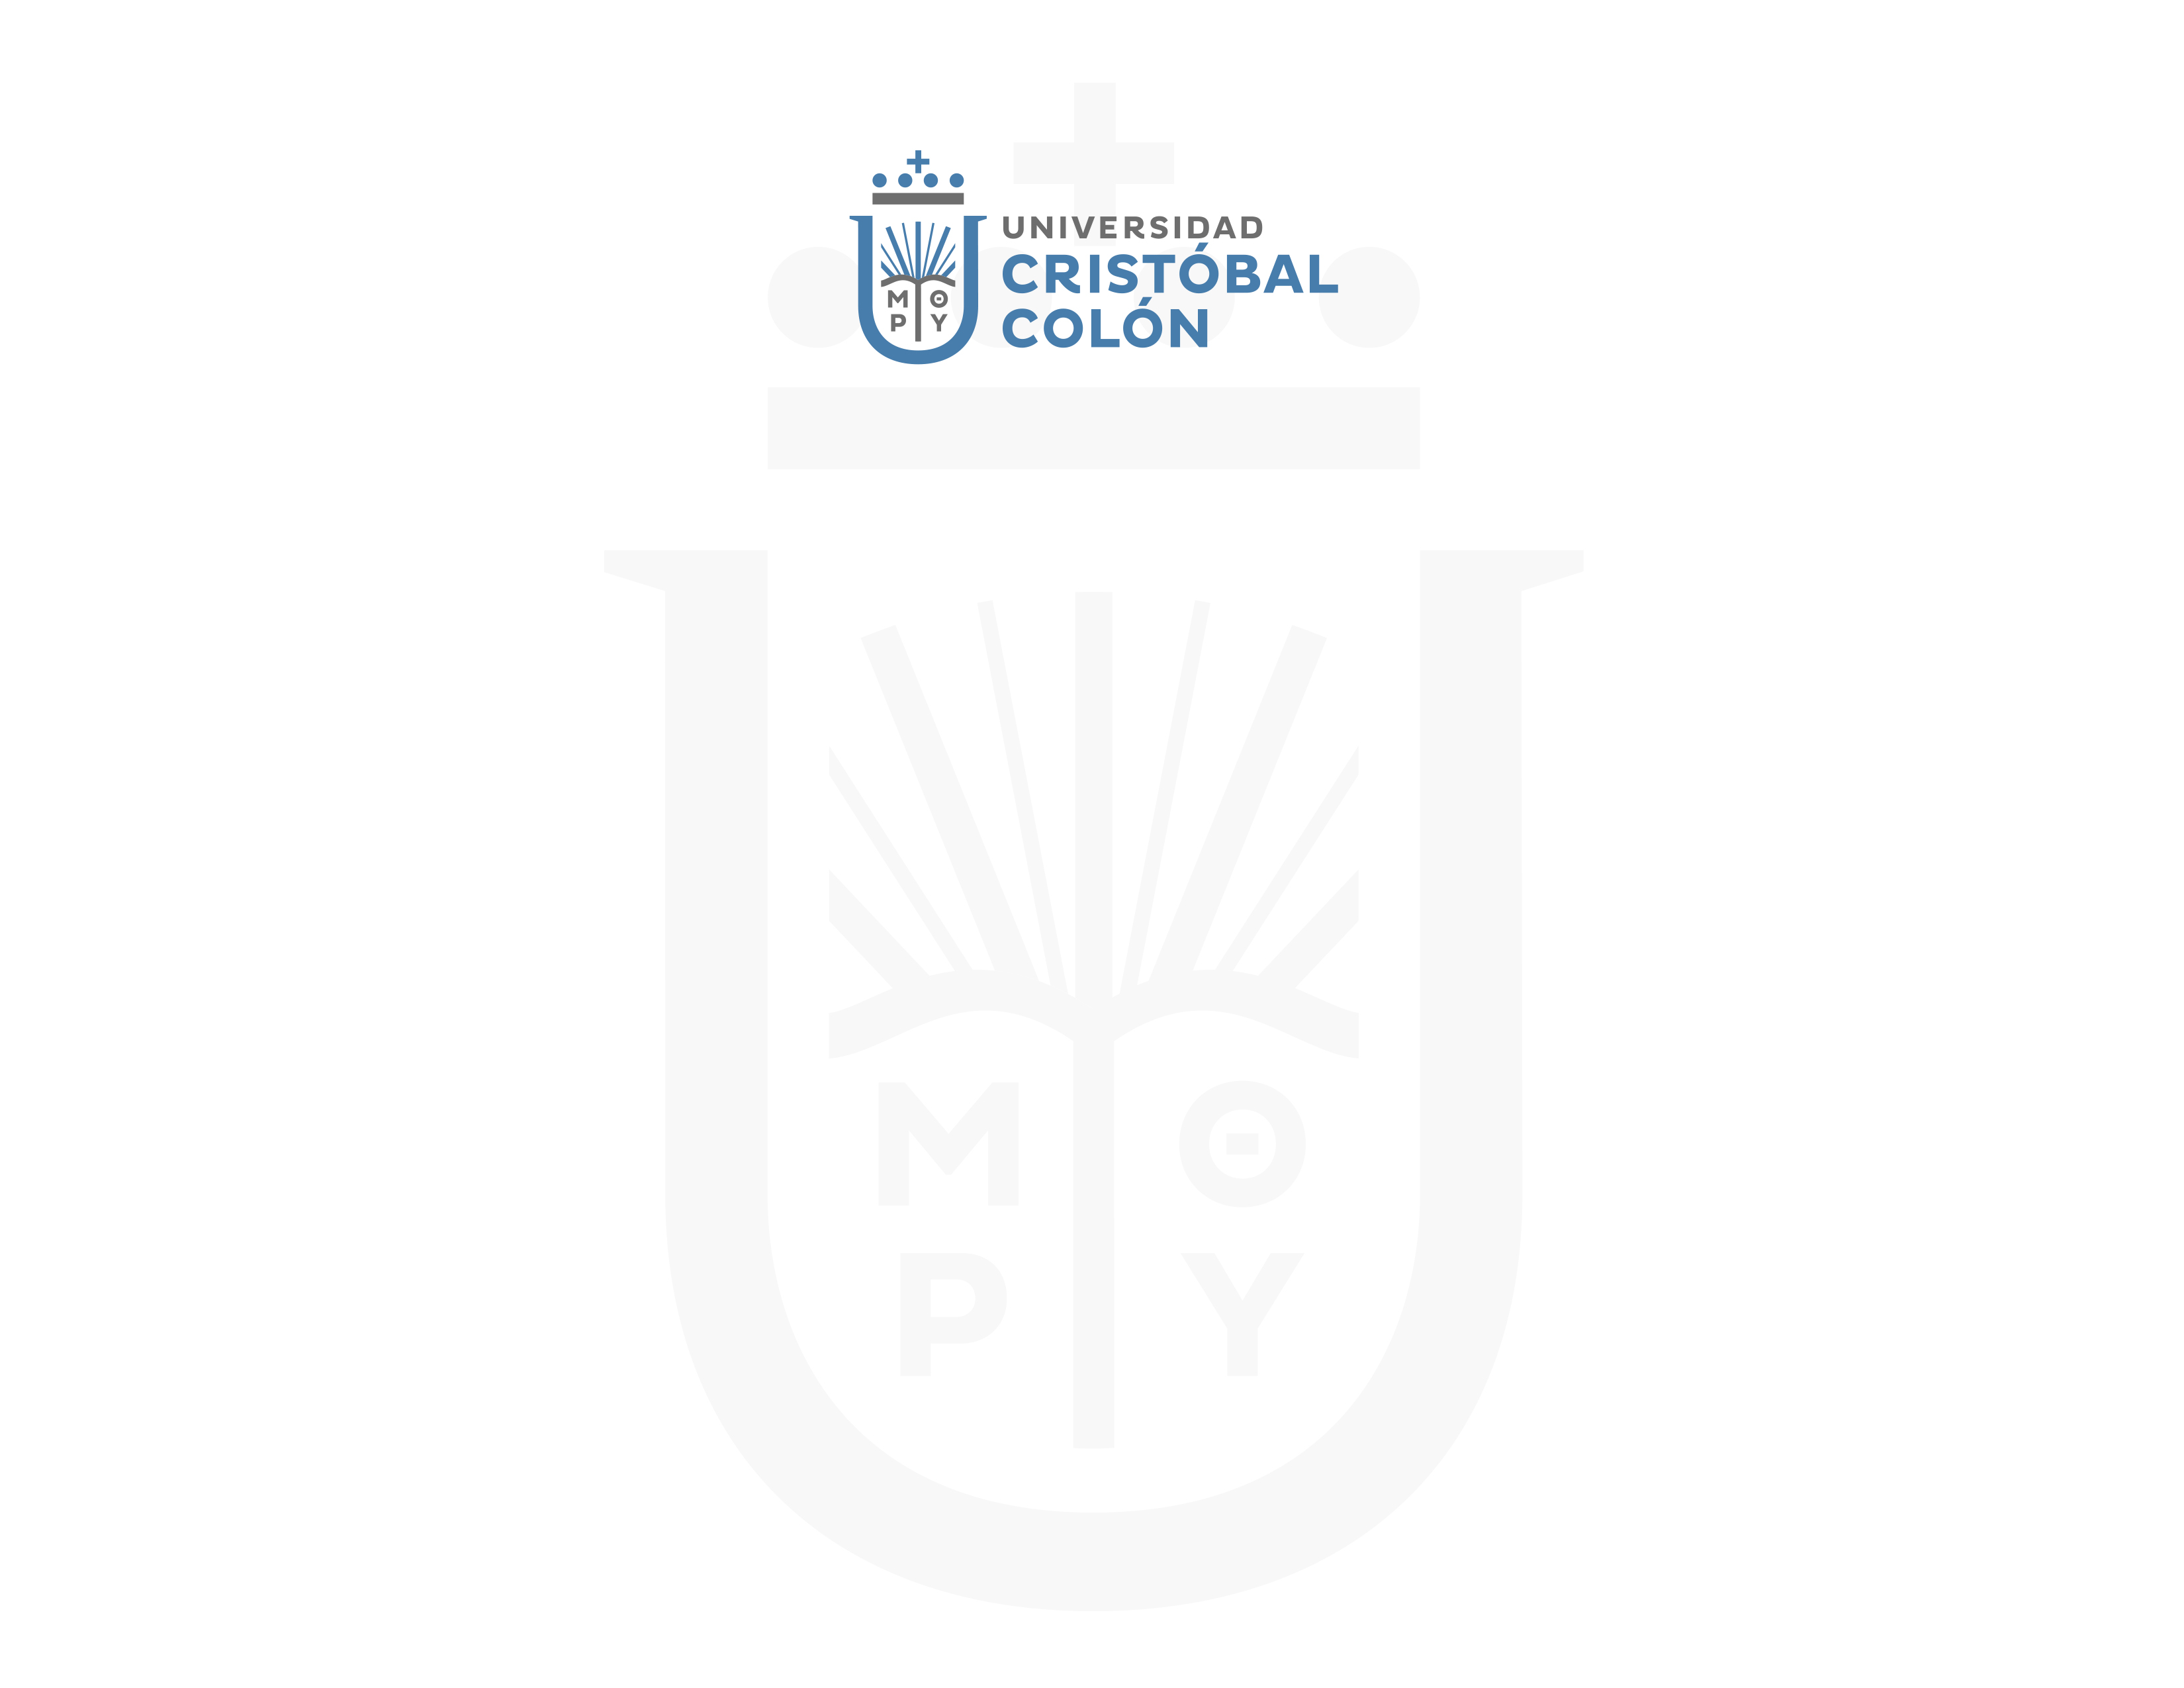 UNIVERSIDAD
CRISTÓBAL
COLÓN
M Θ
P Y
M Θ
P Y